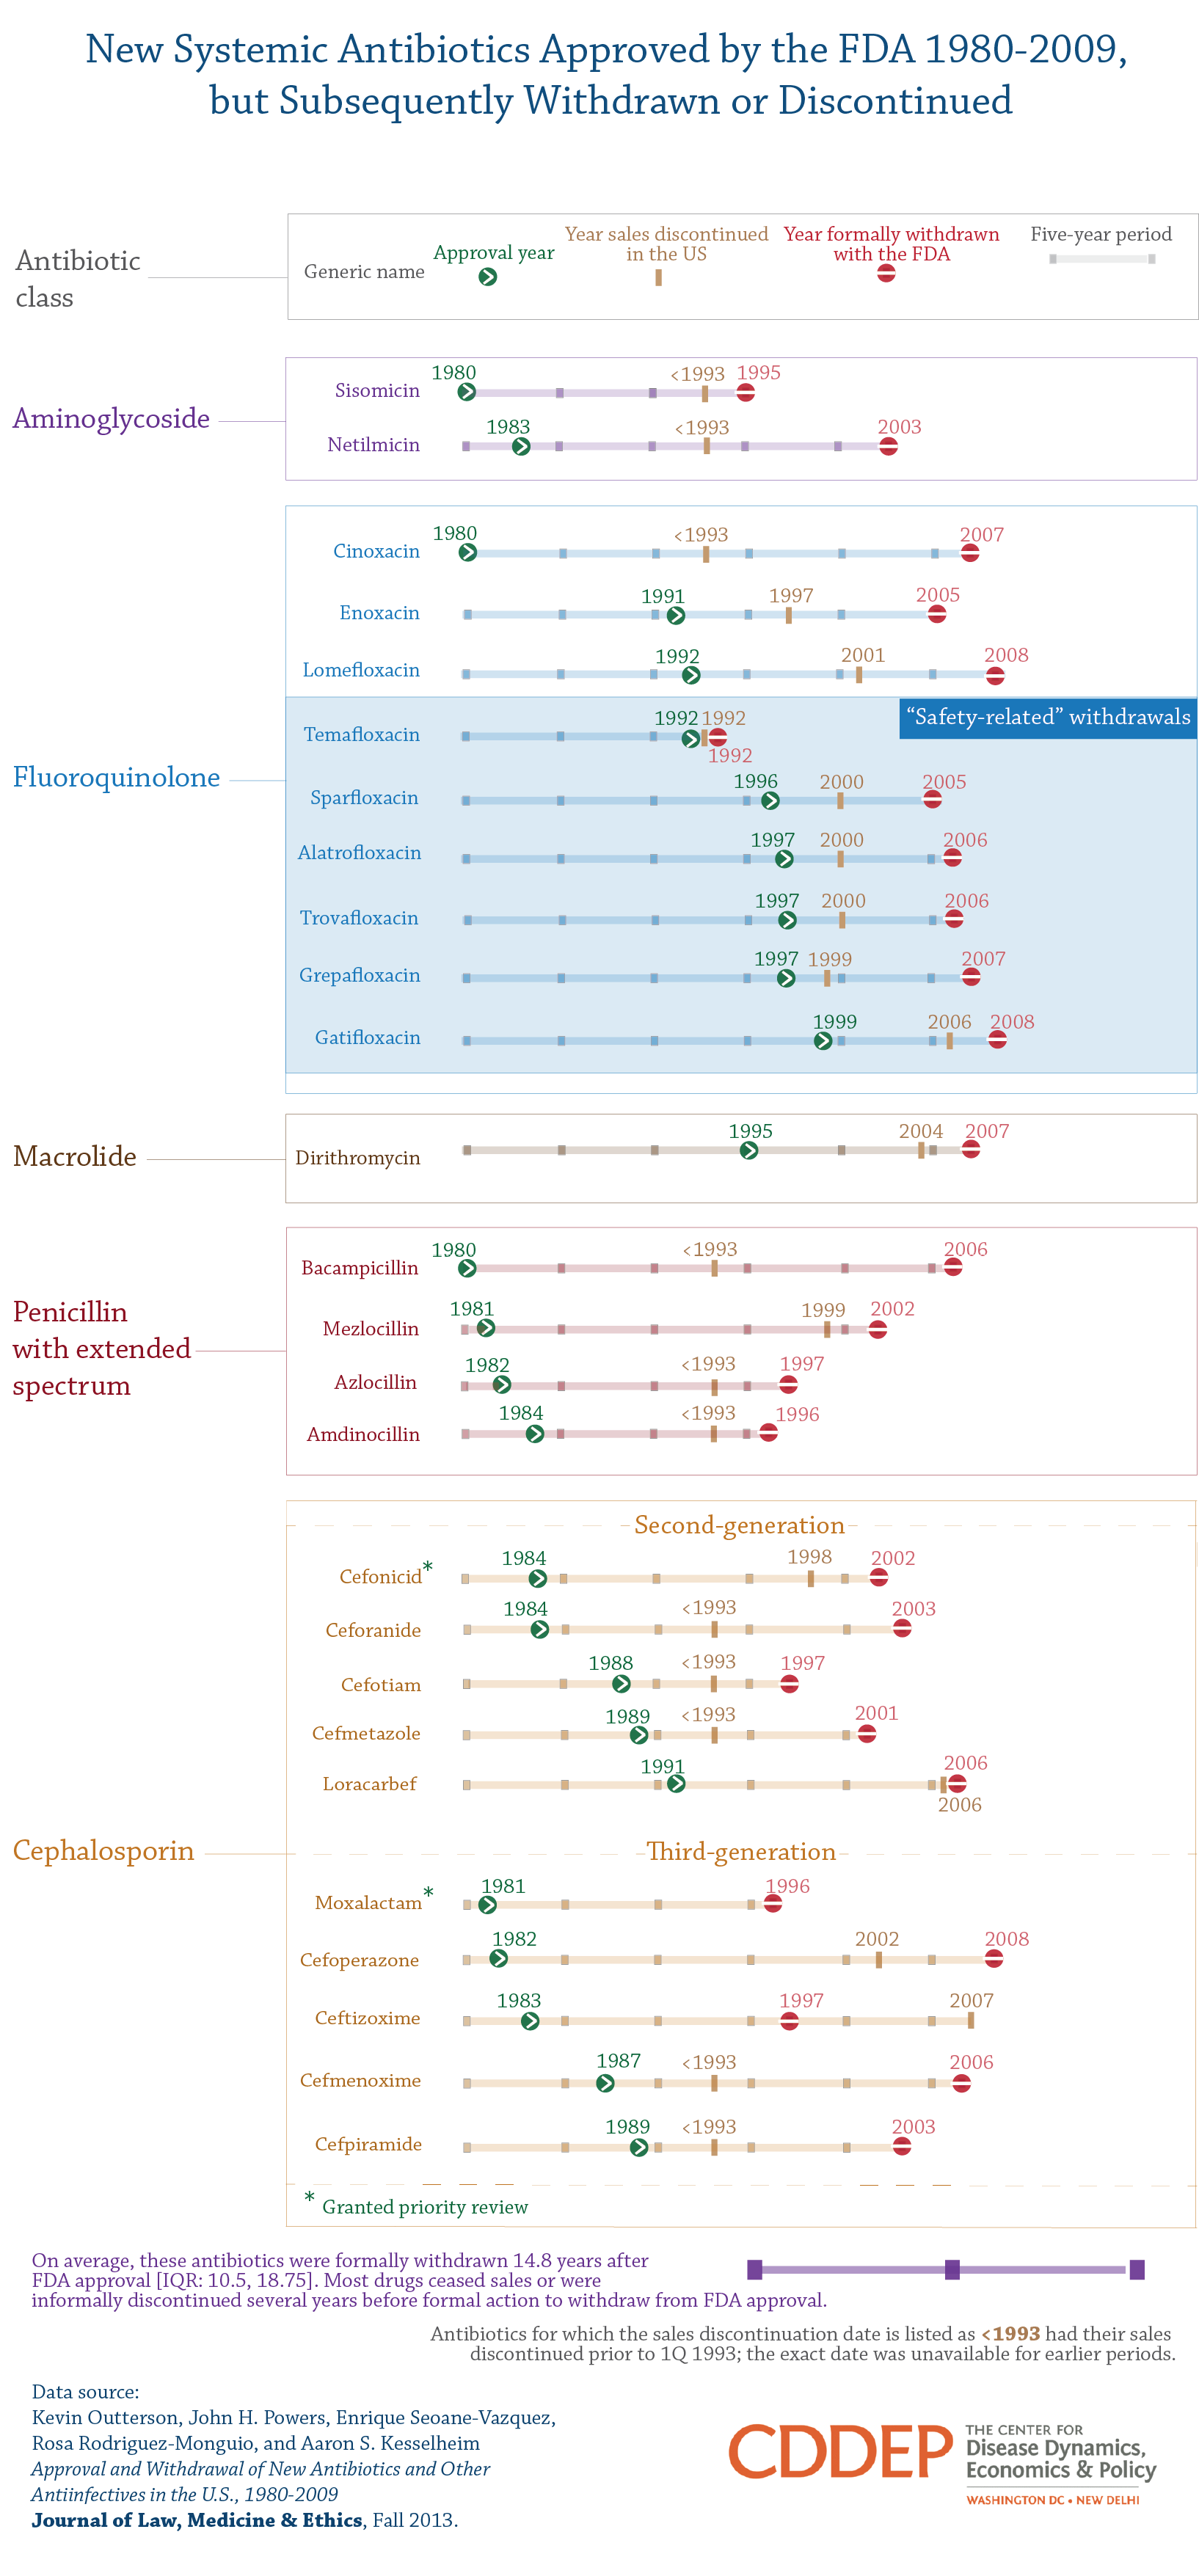 New Systemic Antibiotics Approved by the FDA 1980-2009,
but Subsequently Withdrawn or Discontinued
Antibiotic
class
Generic name
Approval year
Year sales discontinued
in the US
Year formally withdrawn
with the FDA
Five-year period
Aminoglycoside
Sisomicin 1980 <1993 1995
Netilmicin 1983 <1993 2003
Fluoroquinolone
Cinoxacin 1980 <1993 2007
Enoxacin 1991 1997 2005
Lomefloxacin 1992 2001 2008
“Safety-related” withdrawals
Temafloxacin 1992 1992
1992
Sparfloxacin 1996 2000 2005
Alatrofloxacin 1997 2000 2006
Trovafloxacin 1997 2000 2006
Grepafloxacin 1997 1999 2007
Gatifloxacin 1999 2006 2008
Macrolide
Dirithromycin 1995 2004 2007
Penicillin
with extended
spectrum
Bacampicillin 1980 <1993 2006
Mezlocillin 1981 1999 2002
Azlocillin 1982 <1993 1997
Amdinocillin 1984 <1993 1996
Cephalosporin
Second-generation
Cefonicid* 1984 1998 2002
Ceforanide 1984 <1993 2003
Cefotiam 1988 <1993 1997
Cefmetazole 1989 <1993 2001
Loracarbef 1991 2006
2006
Third-generation
Moxalactam* 1981 1996
Cefoperazone 1982 2002 2008
Ceftizoxime 1983 1997 2007
Cefmenoxime 1987 <1993 2006
Cefpiramide 1989 <1993 2003
* Granted priority review
On average, these antibiotics were formally withdrawn 14.8 years after
FDA approval [IQR: 10.5, 18.75]. Most drugs ceased sales or were
informally discontinued several years before formal action to withdraw from FDA approval.
Antibiotics for which the sales discontinuation date is listed as <1993 had their sales
discontinued prior to 1Q 1993; the exact date was unavailable for earlier periods.
Data source:
Kevin Outterson, John H. Powers, Enrique Seoane-Vazquez,
Rosa Rodriguez-Monguio, and Aaron S. Kesselheim
Approval and Withdrawal of New Antibiotics and Other
Antiinfectives in the U.S., 1980-2009
Journal of Law, Medicine & Ethics, Fall 2013.
CDDEP
THE CENTER FOR
Disease Dynamics,
Economics & Policy
WASHINGTON DC • NEW DELHI